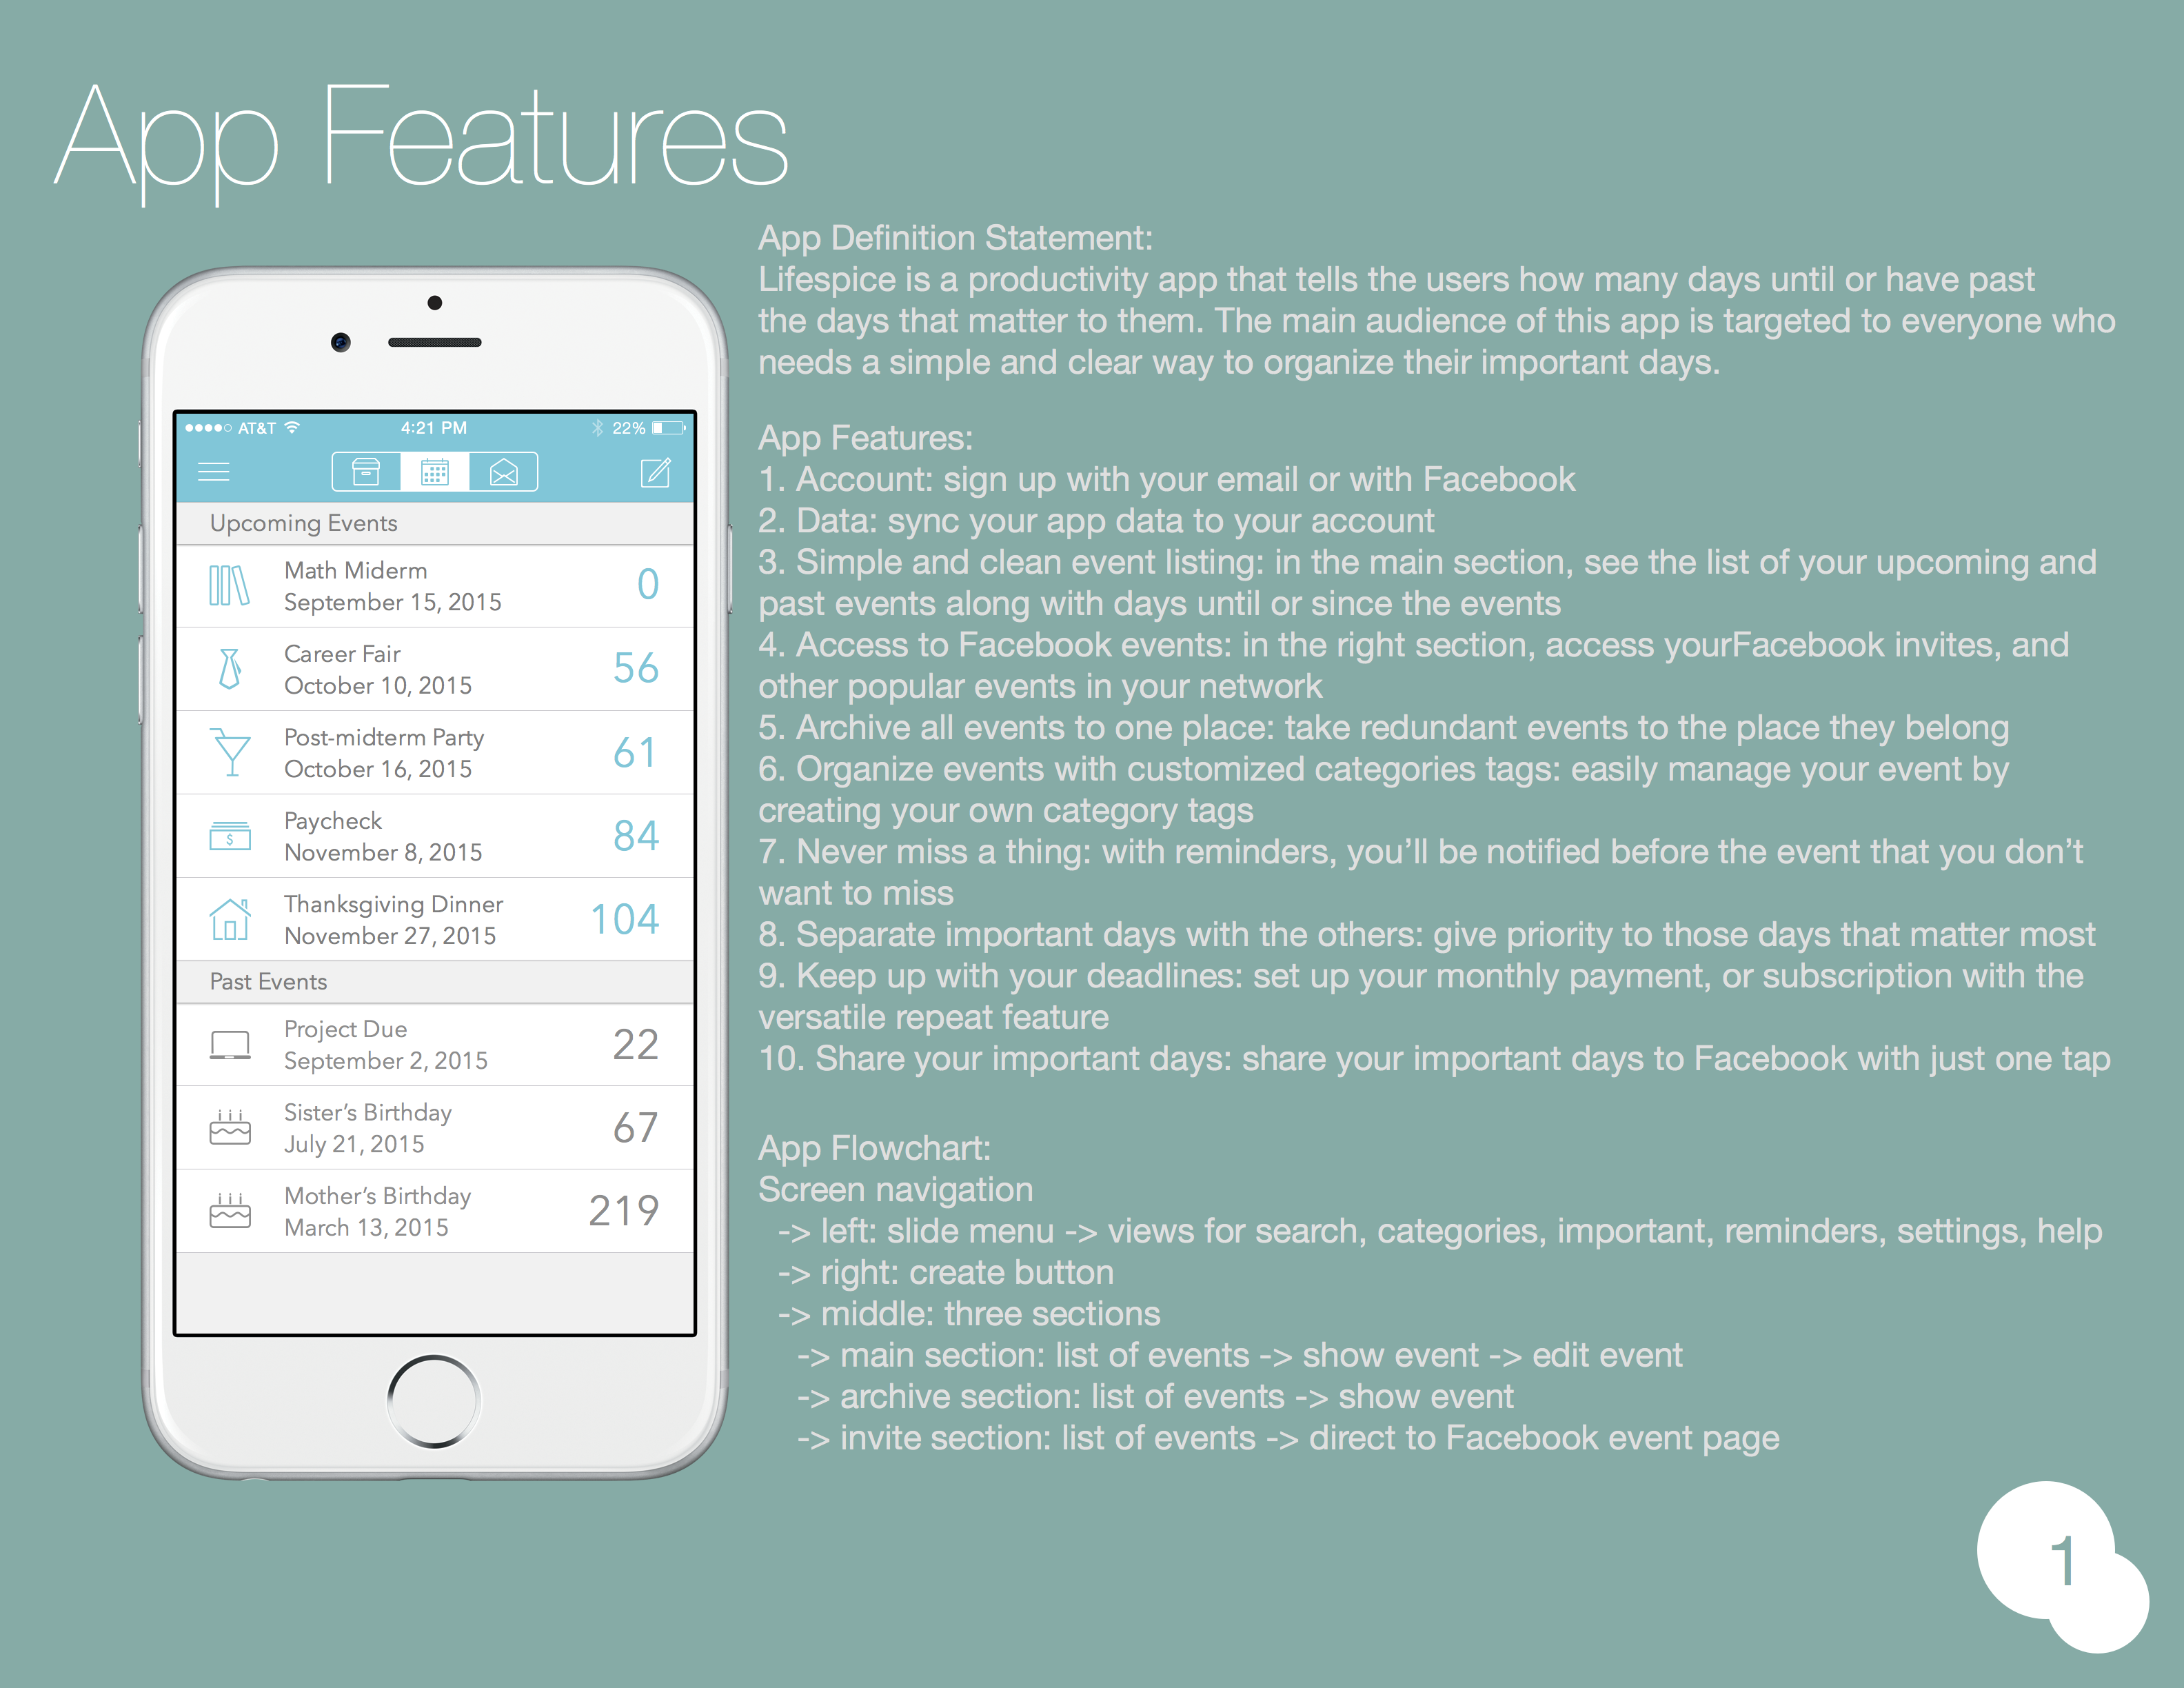 App Features
App Definition Statement:
Lifespice is a productivity app that tells the users how many days until or have past
the days that matter to them. The main audience of this app is targeted to everyone who
needs a simple and clear way to organize their important days.
App Features:
1. Account: sign up with your email or with Facebook
2. Data: sync your app data to your account
3. Simple and clean event listing: in the main section, see the list of your upcoming and
past events along with days until or since the events
4. Access to Facebook events: in the right section, access yourFacebook invites, and
other popular events in your network
5. Archive all events to one place: take redundant events to the place they belong
6. Organize events with customized categories tags: easily manage your event by
creating your own category tags
7. Never miss a thing: with reminders, you’ll be notified before the event that you don’t
want to miss
8. Separate important days with the others: give priority to those days that matter most
9. Keep up with your deadlines: set up your monthly payment, or subscription with the
versatile repeat feature
10. Share your important days: share your important days to Facebook with just one tap
App Flowchart:
Screen navigation
-> left: slide menu -> views for search, categories, important, reminders, settings, help
-> right: create button
-> middle: three sections
-> main section: list of events -> show event -> edit event
-> archive section: list of events -> show event
-> invite section: list of events -> direct to Facebook event page
AT&T 4:21 PM 22%
Upcoming Events
Math Miderm
September 15, 2015
0
Career Fair
October 10, 2015
56
Post-midterm Party
October 16, 2015
61
Paycheck
November 8, 2015
84
$
Thanksgiving Dinner
November 27, 2015
104
Past Events
Project Due
September 2, 2015
22
Sister’s Birthday
July 21, 2015
67
Mother’s Birthday
March 13, 2015
219
1